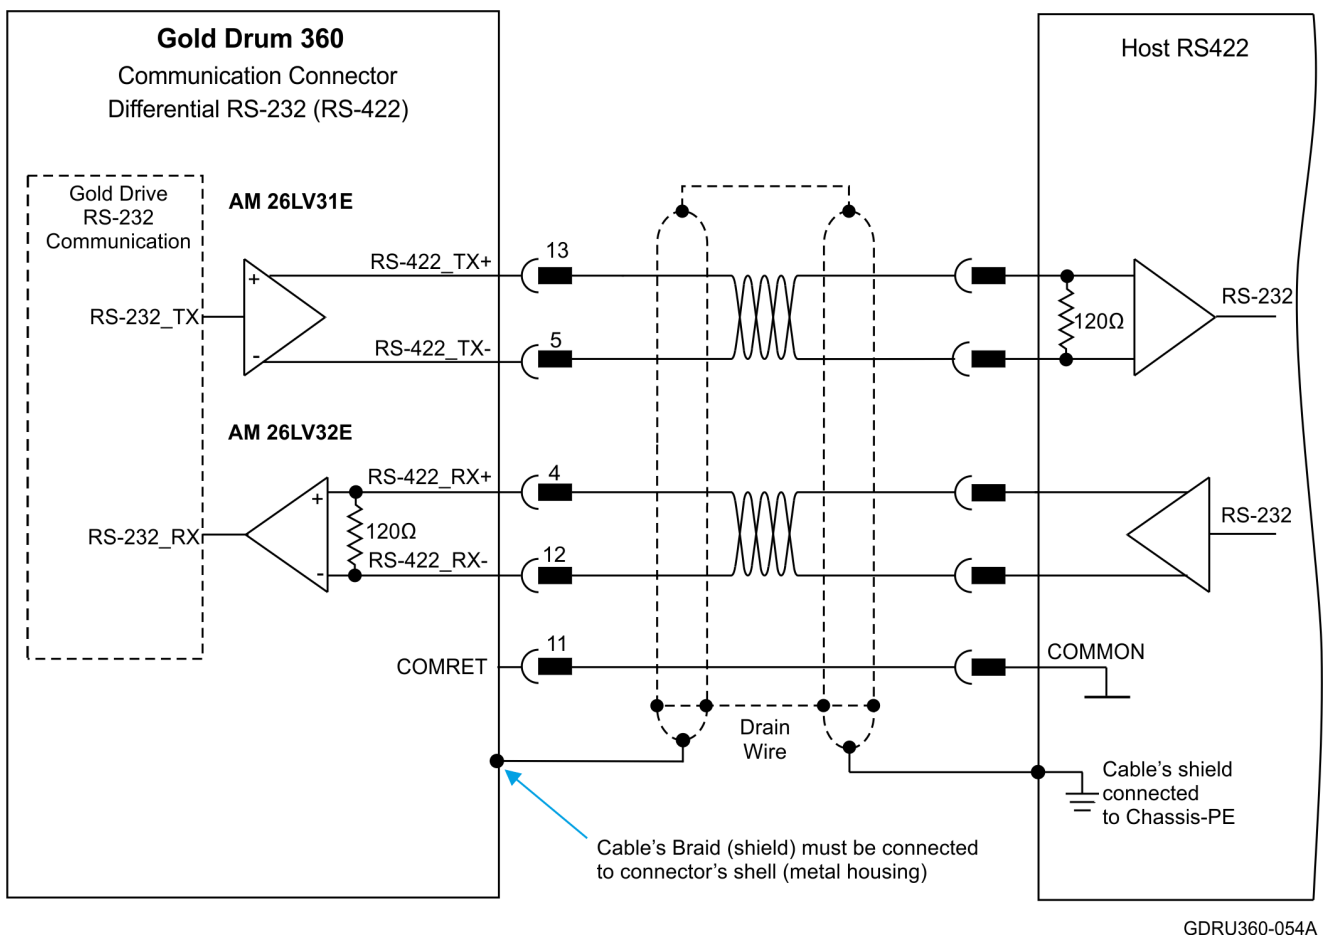 Gold Drum 360
Communication Connector
Differential RS-232 (RS-422)
Host RS422
Gold Drive
RS-232
Communication
AM 26LV31E
+
-
RS-232_TX
RS-422_TX+
13
RS-422_TX-
5
120Ω
RS-232
AM 26LV32E
+
-
RS-232_RX
120Ω
RS-422_RX+
4
RS-422_RX-
12
RS-232
COMRET
11
COMMON
Drain
Wire
Cable's shield
connected
to Chassis-PE
Cable's Braid (shield) must be connected
to connector's shell (metal housing)
GDRU360-054A